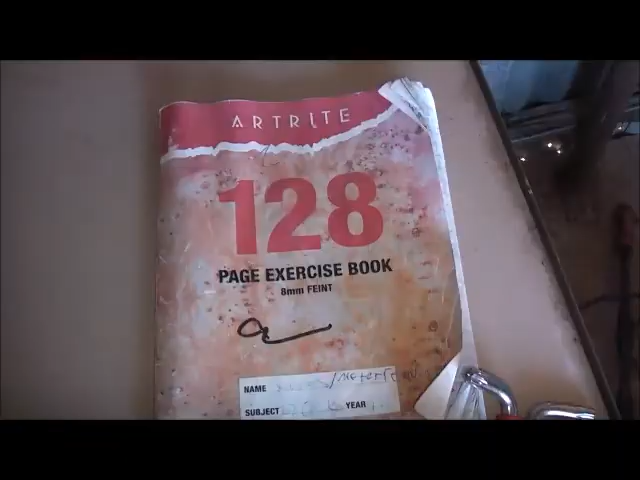 ARTRITE
128
PAGE EXERCISE BOOK
8mm FEINT
NAME
SUBJECT YEAR